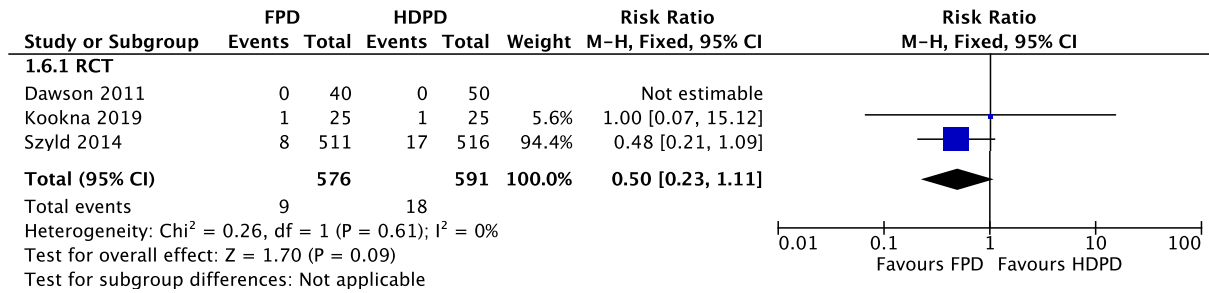 FPD HDPD Risk Ratio Risk Ratio
Study or Subgroup Events Total Events Total Weight M-H, Fixed, 95% CI M-H, Fixed, 95% CI
1.6.1 RCT
Dawson 2011 0 40 0 50 Not estimable
Kookna 2019 1 25 1 25 5.6% 1.00 [0.07, 15.12]
Szyld 2014 8 511 17 516 94.4% 0.48 [0.21, 1.09]
Total (95% CI) 576 591 100.0% 0.50 [0.23, 1.11]
Total events 9 18
Heterogeneity: Chi² = 0.26, df = 1 (P = 0.61); I² = 0%
Test for overall effect: Z = 1.70 (P = 0.09)
Test for subgroup differences: Not applicable
0.01 0.1 1 10 100
Favours FPD Favours HDPD